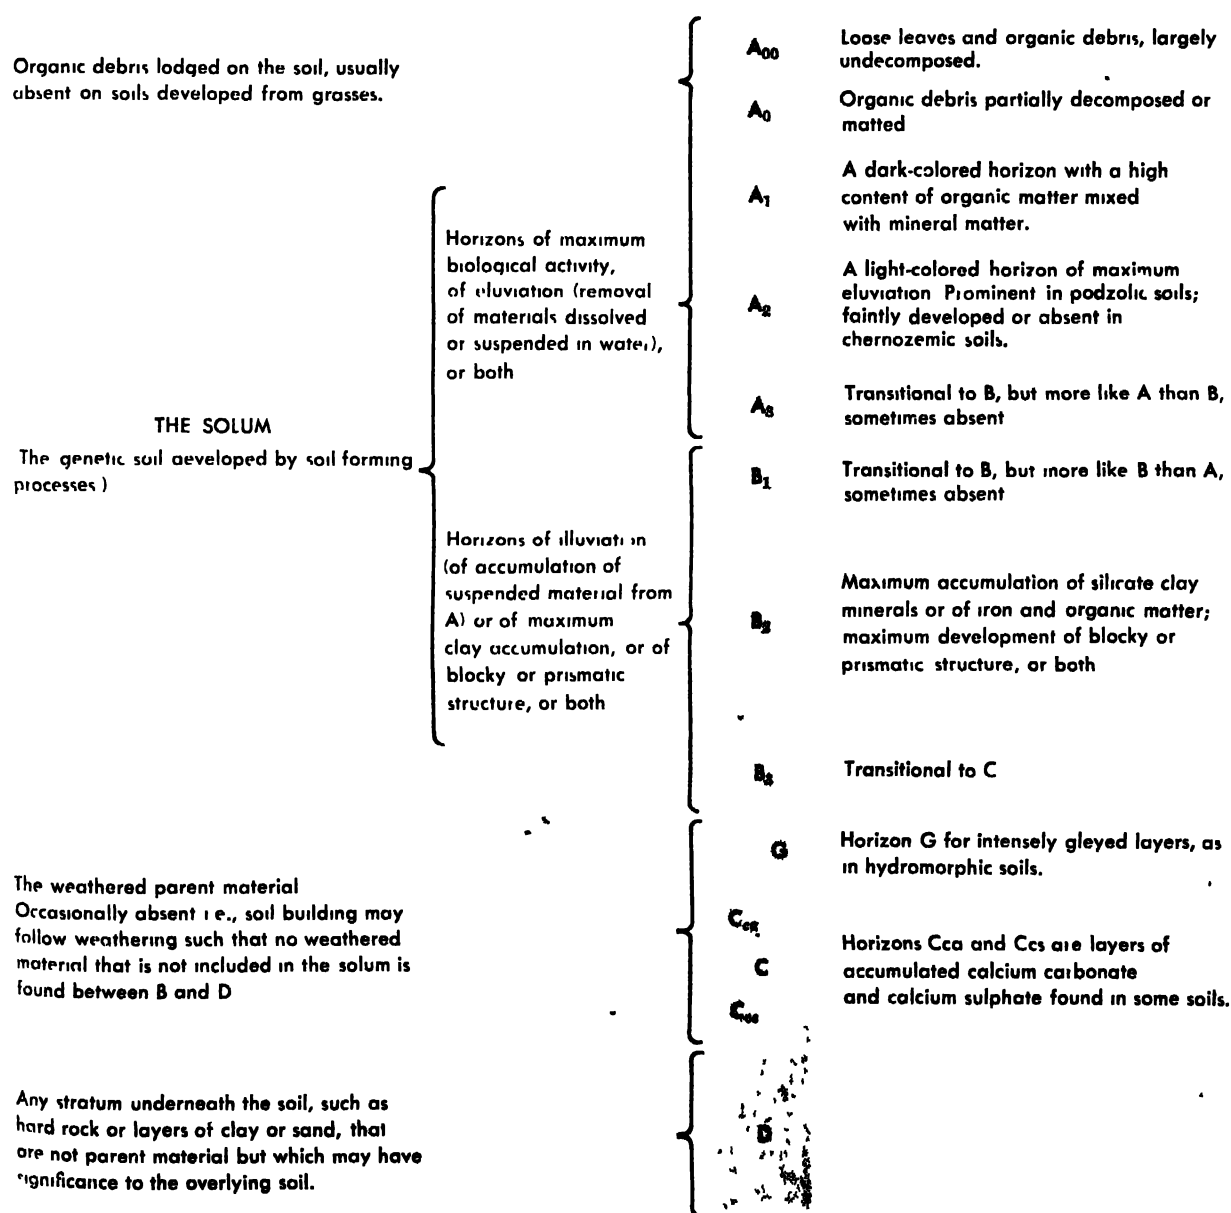 Organic debris lodged on the soil, usually
absent on soils developed from grasses.
THE SOLUM
The genetic soil developed by soil forming
processes)
Horizons of maximum
biological activity,
of eluviation (removal
of materials dissolved
or suspended in water),
or both
Horizons of illuviation
(of accumulation of
suspended material from
A) or of maximum
clay accumulation, or of
blocky or prismatic
structure, or both
The weathered parent material
Occasionally absent i e., soil building may
follow weathering such that no weathered
material that is not included in the solum is
found between B and D
Any stratum underneath the soil, such as
hard rock or layers of clay or sand, that
are not parent material but which may have
significance to the overlying soil.
A00 Loose leaves and organic debris, largely
undecomposed.
A0 Organic debris partially decomposed or
matted
A1 A dark-colored horizon with a high
content of organic matter mixed
with mineral matter.
A2 A light-colored horizon of maximum
eluviation Prominent in podzolic soils;
faintly developed or absent in
chernozemic soils.
A3 Transitional to B, but more like A than B,
sometimes absent
B1 Transitional to B, but more like B than A,
sometimes absent
B2 Maximum accumulation of silicate clay
minerals or of iron and organic matter;
maximum development of blocky or
prismatic structure, or both
B3 Transitional to C
G Horizon G for intensely gleyed layers, as
in hydromorphic soils.
C
Horizons Cca and Ccs are layers of
accumulated calcium carbonate
and calcium sulphate found in some soils.
D